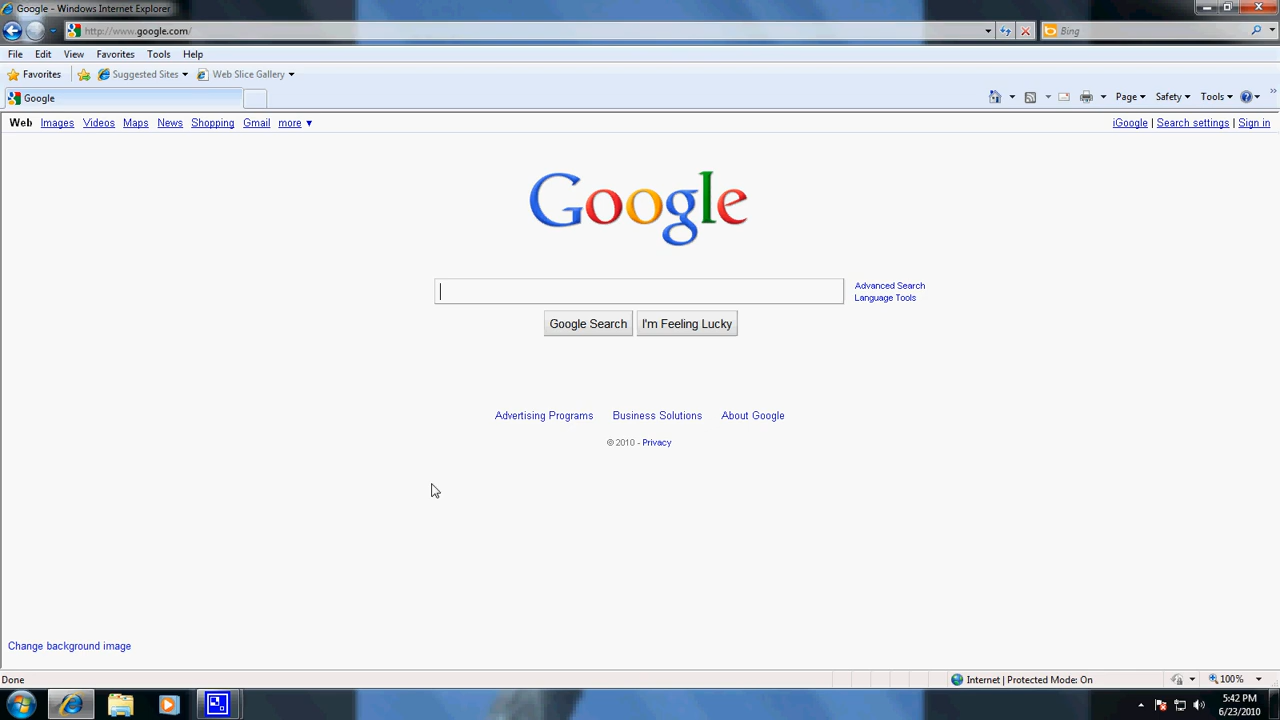 Google - Windows Internet Explorer
http://www.google.com/
Bing
File Edit View Favorites Tools Help
Favorites Suggested Sites Web Slice Gallery
Google
Page Safety Tools
Web Images Videos Maps News Shopping Gmail more ▼
iGoogle | Search settings | Sign in
Google
Advanced Search
Language Tools
Google Search I'm Feeling Lucky
Advertising Programs Business Solutions About Google
© 2010 - Privacy
Change background image
Done
Internet | Protected Mode: On
100%
5:42 PM
6/23/2010